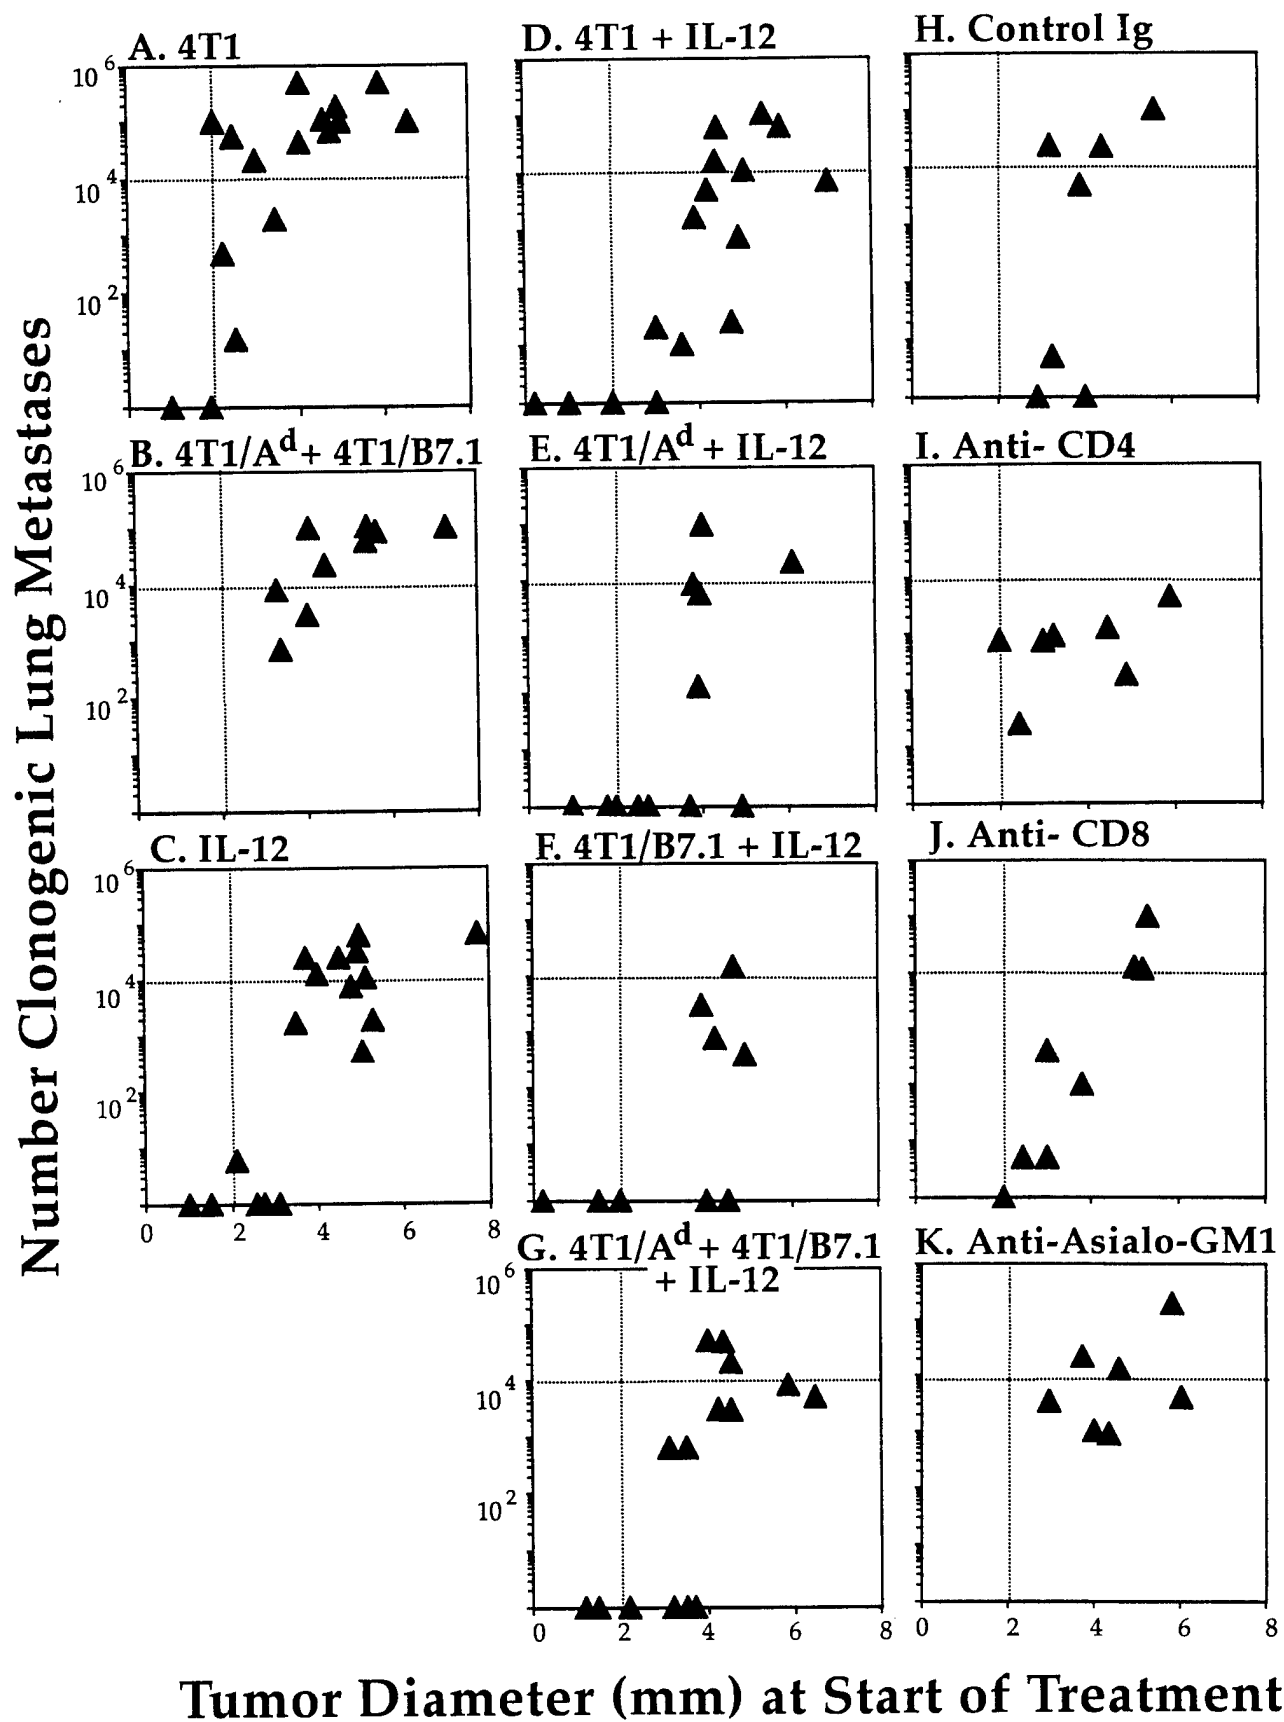 Number Clonogenic Lung Metastases
A. 4T1
10 6
10 4
10 2
B. 4T1/Ad + 4T1/B7.1
10 6
10 4
10 2
C. IL-12
10 6
10 4
10 2
0 2 4 6 8
D. 4T1 + IL-12
E. 4T1/Ad + IL-12
F. 4T1/B7.1 + IL-12
G. 4T1/Ad + 4T1/B7.1
+ IL-12
10 6
10 4
10 2
0 2 4 6 8
H. Control Ig
I. Anti- CD4
J. Anti- CD8
K. Anti-Asialo-GM1
0 2 4 6 8
Tumor Diameter (mm) at Start of Treatment